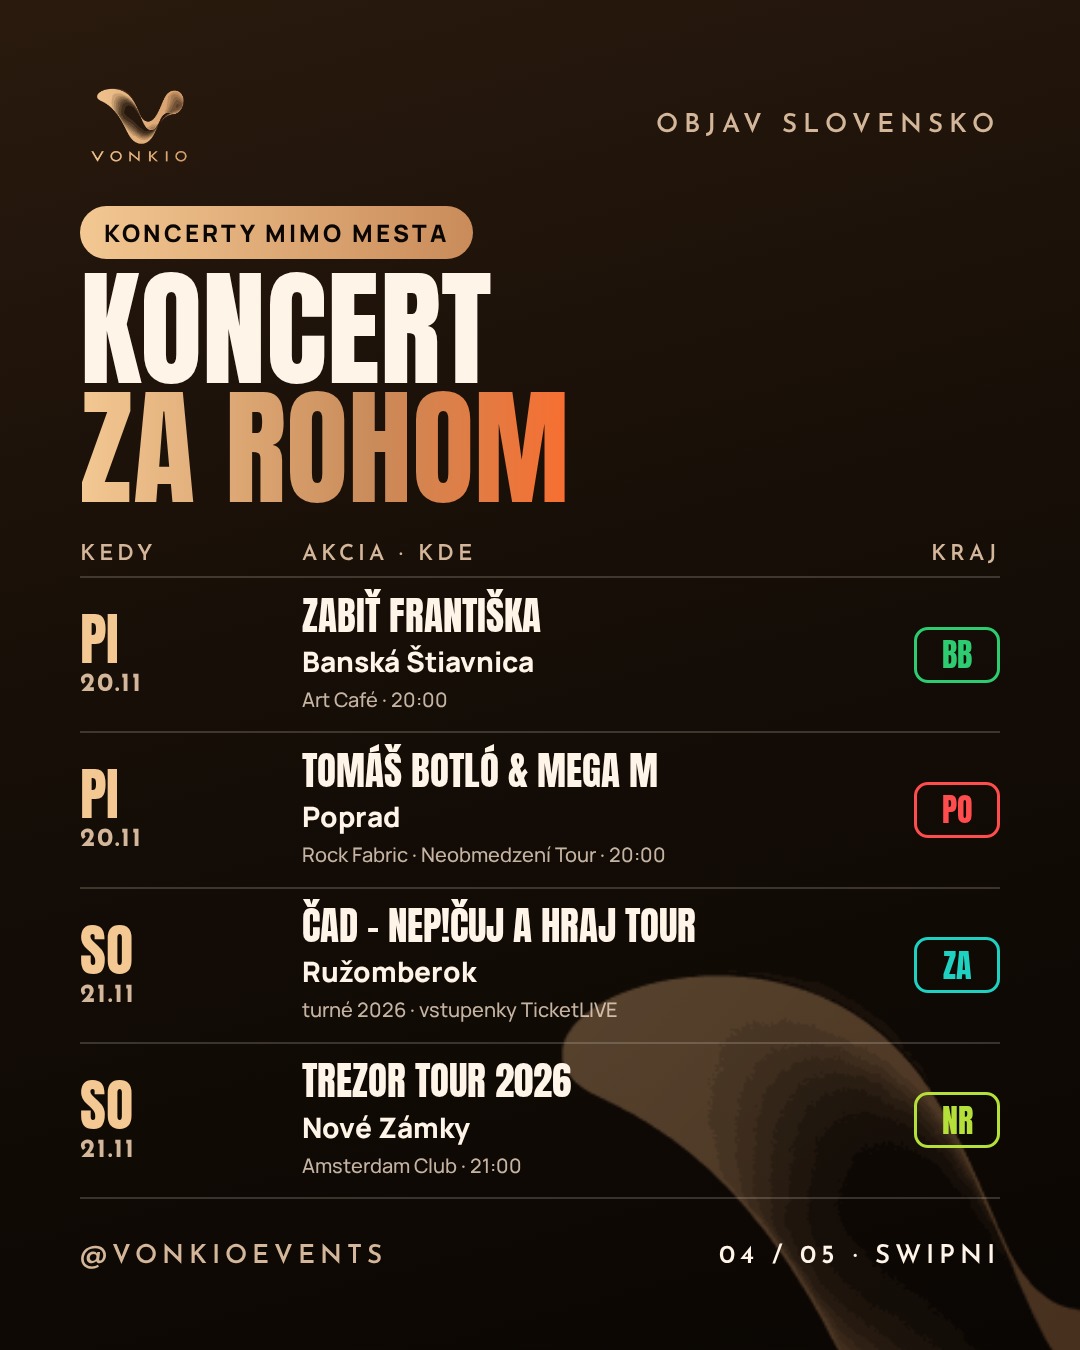 VONKIO
OBJAV SLOVENSKO
KONCERTY MIMO MESTA
KONCERT
ZA ROHOM
KEDY
AKCIA · KDE
KRAJ
PI
20.11
ZABIŤ FRANTIŠKA
Banská Štiavnica
Art Café · 20:00
BB
PI
20.11
TOMÁŠ BOTLÓ & MEGA M
Poprad
Rock Fabric · Neobmedzení Tour · 20:00
PO
SO
21.11
ČAD - NEP!ČUJ A HRAJ TOUR
Ružomberok
turné 2026 · vstupenky TicketLIVE
ZA
SO
21.11
TREZOR TOUR 2026
Nové Zámky
Amsterdam Club · 21:00
NR
@VONKIOEVENTS
04 / 05 · SWIPNI